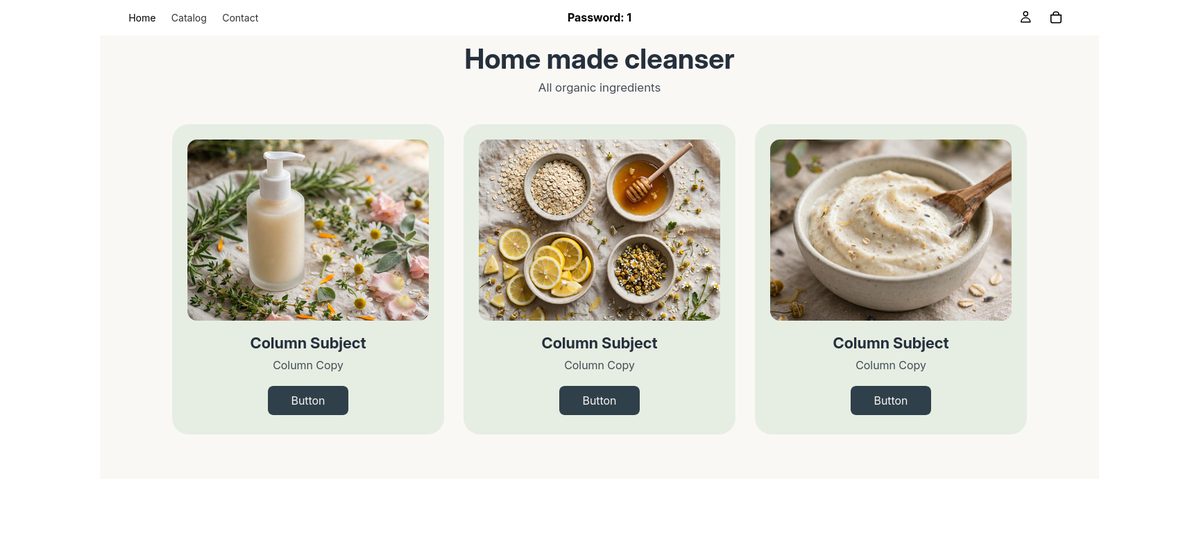 Home Catalog Contact Password: 1
Home made cleanser
All organic ingredients
Column Subject Column Subject Column Subject
Column Copy Column Copy Column Copy
Button Button Button